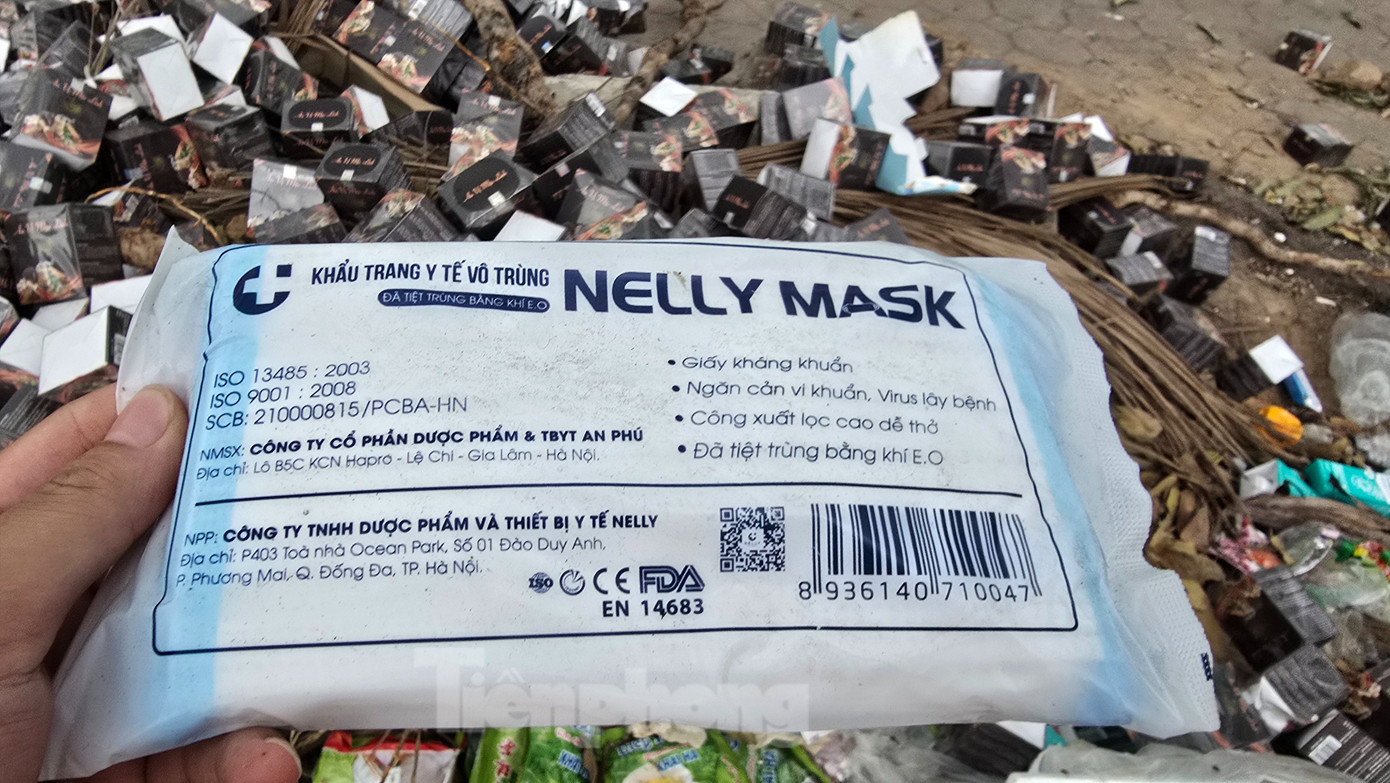 KHẨU TRANG Y TẾ VÔ TRÙNG
ĐÃ TIỆT TRÙNG BẰNG KHÍ E.O
NELLY MASK
ISO 13485 : 2003
ISO 9001 : 2008
SCB: 210000815/PCBA-HN
NMSX: CÔNG TY CỔ PHẦN DƯỢC PHẨM & TBYT AN PHÚ
Địa chỉ: Lô B5C KCN Hapro - Lệ Chi - Gia Lâm - Hà Nội.
• Giấy kháng khuẩn
• Ngăn cản vi khuẩn, Virus lây bệnh
• Công xuất lọc cao dễ thở
• Đã tiệt trùng bằng khí E.O
NPP: CÔNG TY TNHH DƯỢC PHẨM VÀ THIẾT BỊ Y TẾ NELLY
Địa chỉ: P403 Toà nhà Ocean Park, Số 01 Đào Duy Anh,
P. Phương Mai, Q. Đống Đa, TP. Hà Nội.
ISO CE FDA
EN 14683
8 936140 710047
Tiền phong